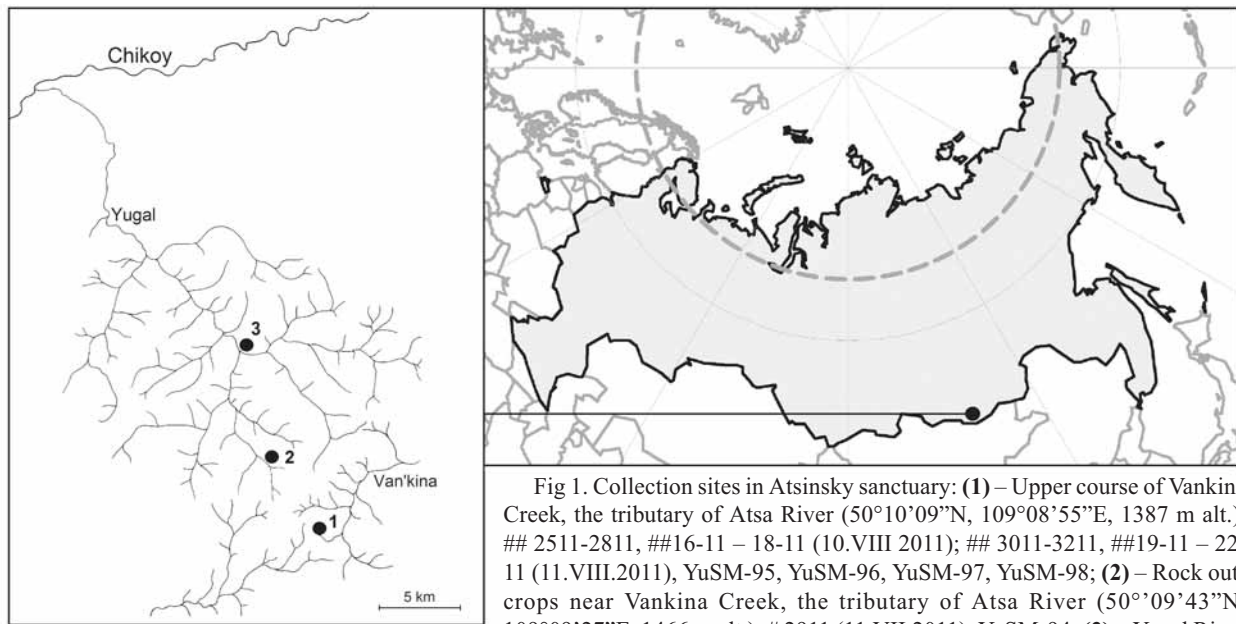 Chikoy
Yugal
3
2
Van'kina
1
5 km
Fig 1. Collection sites in Atsinsky sanctuary: (1) – Upper course of Vankin
Creek, the tributary of Atsa River (50°10’09”N, 109°08’55”E, 1387 m alt.)
## 2511-2811, ##16-11 – 18-11 (10.VIII 2011); ## 3011-3211, ##19-11 – 22
11 (11.VIII.2011), YuSM-95, YuSM-96, YuSM-97, YuSM-98; (2) – Rock out
crops near Vankina Creek, the tributary of Atsa River (50°’09’43”N